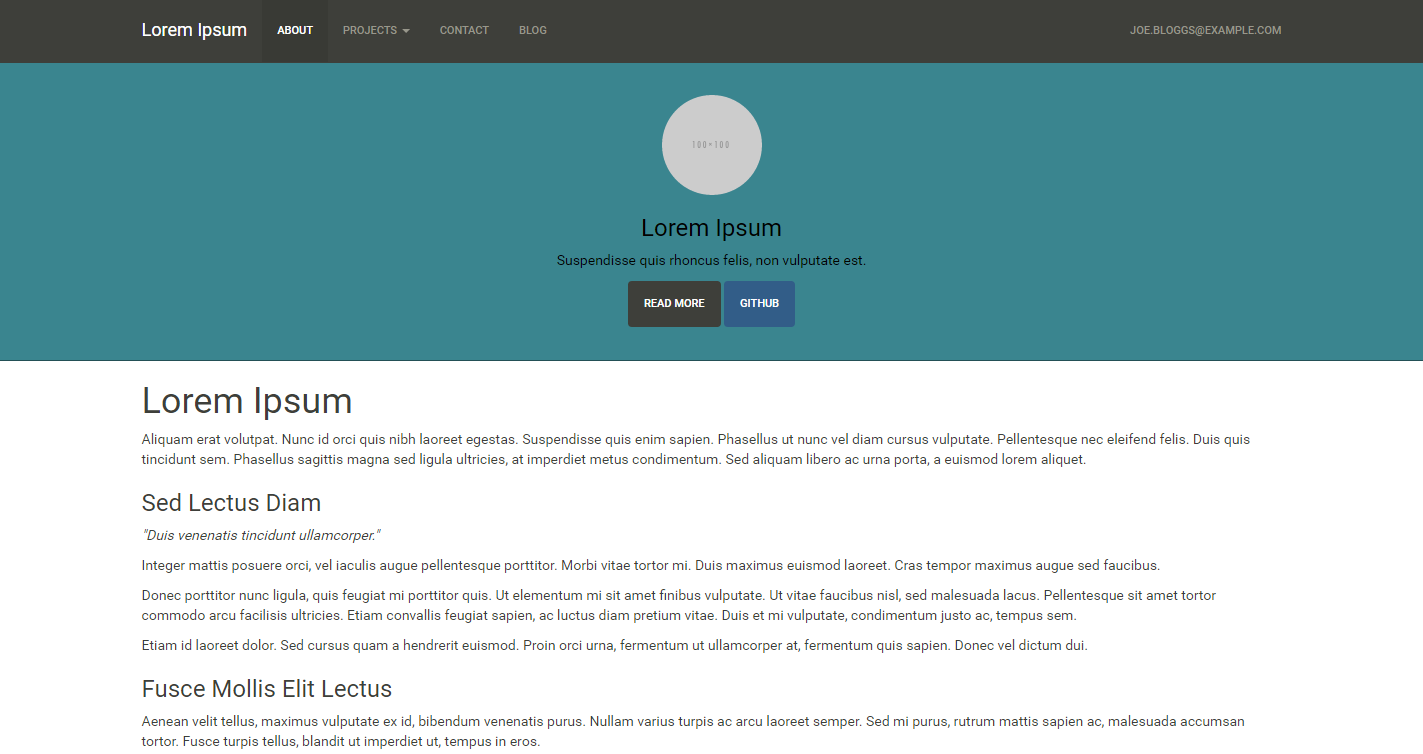 Lorem Ipsum ABOUT PROJECTS CONTACT BLOG JOE.BLOGGS@EXAMPLE.COM
100×100
Lorem Ipsum
Suspendisse quis rhoncus felis, non vulputate est.
READ MORE GITHUB
Lorem Ipsum
Aliquam erat volutpat. Nunc id orci quis nibh laoreet egestas. Suspendisse quis enim sapien. Phasellus ut nunc vel diam cursus vulputate. Pellentesque nec eleifend felis. Duis quis
tincidunt sem. Phasellus sagittis magna sed ligula ultricies, at imperdiet metus condimentum. Sed aliquam libero ac urna porta, a euismod lorem aliquet.
Sed Lectus Diam
"Duis venenatis tincidunt ullamcorper."
Integer mattis posuere orci, vel iaculis augue pellentesque porttitor. Morbi vitae tortor mi. Duis maximus euismod laoreet. Cras tempor maximus augue sed faucibus.
Donec porttitor nunc ligula, quis feugiat mi porttitor quis. Ut elementum mi sit amet finibus vulputate. Ut vitae faucibus nisl, sed malesuada lacus. Pellentesque sit amet tortor
commodo arcu facilisis ultricies. Etiam convallis feugiat sapien, ac luctus diam pretium vitae. Duis et mi vulputate, condimentum justo ac, tempus sem.
Etiam id laoreet dolor. Sed cursus quam a hendrerit euismod. Proin orci urna, fermentum ut ullamcorper at, fermentum quis sapien. Donec vel dictum dui.
Fusce Mollis Elit Lectus
Aenean velit tellus, maximus vulputate ex id, bibendum venenatis purus. Nullam varius turpis ac arcu laoreet semper. Sed mi purus, rutrum mattis sapien ac, malesuada accumsan
tortor. Fusce turpis tellus, blandit ut imperdiet ut, tempus in eros.